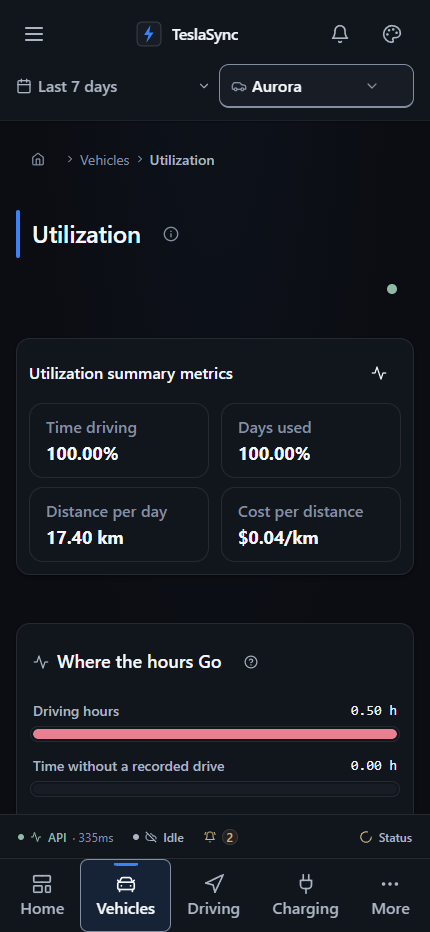 TeslaSync
Last 7 days
Aurora
Vehicles Utilization
Utilization
Utilization summary metrics
Time driving
100.00%
Days used
100.00%
Distance per day
17.40 km
Cost per distance
$0.04/km
Where the hours Go
Driving hours 0.50 h
Time without a recorded drive 0.00 h
API · 335ms Idle 2 Status
Home Vehicles Driving Charging More